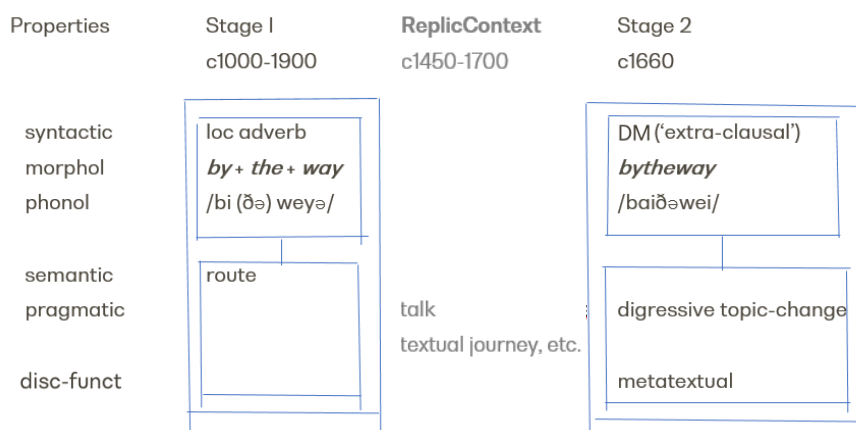 Properties Stage I ReplicContext Stage 2
c1000-1900 c1450-1700 c1660
syntactic loc adverb DM (‘extra-clausal’)
morphol by + the + way bytheway
phonol /bi (ðə) weyə/ /baiðəwei/
semantic route
pragmatic talk digressive topic-change
textual journey, etc.
disc-funct metatextual